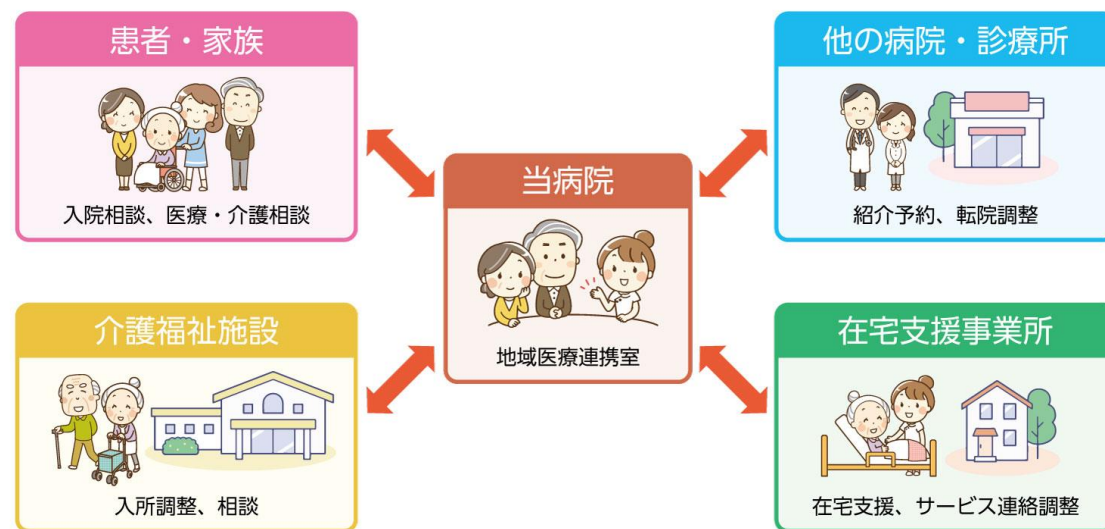 患者・家族
入院相談、医療・介護相談
他の病院・診療所
紹介予約、転院調整
当病院
地域医療連携室
介護福祉施設
入所調整、相談
在宅支援事業所
在宅支援、サービス連絡調整